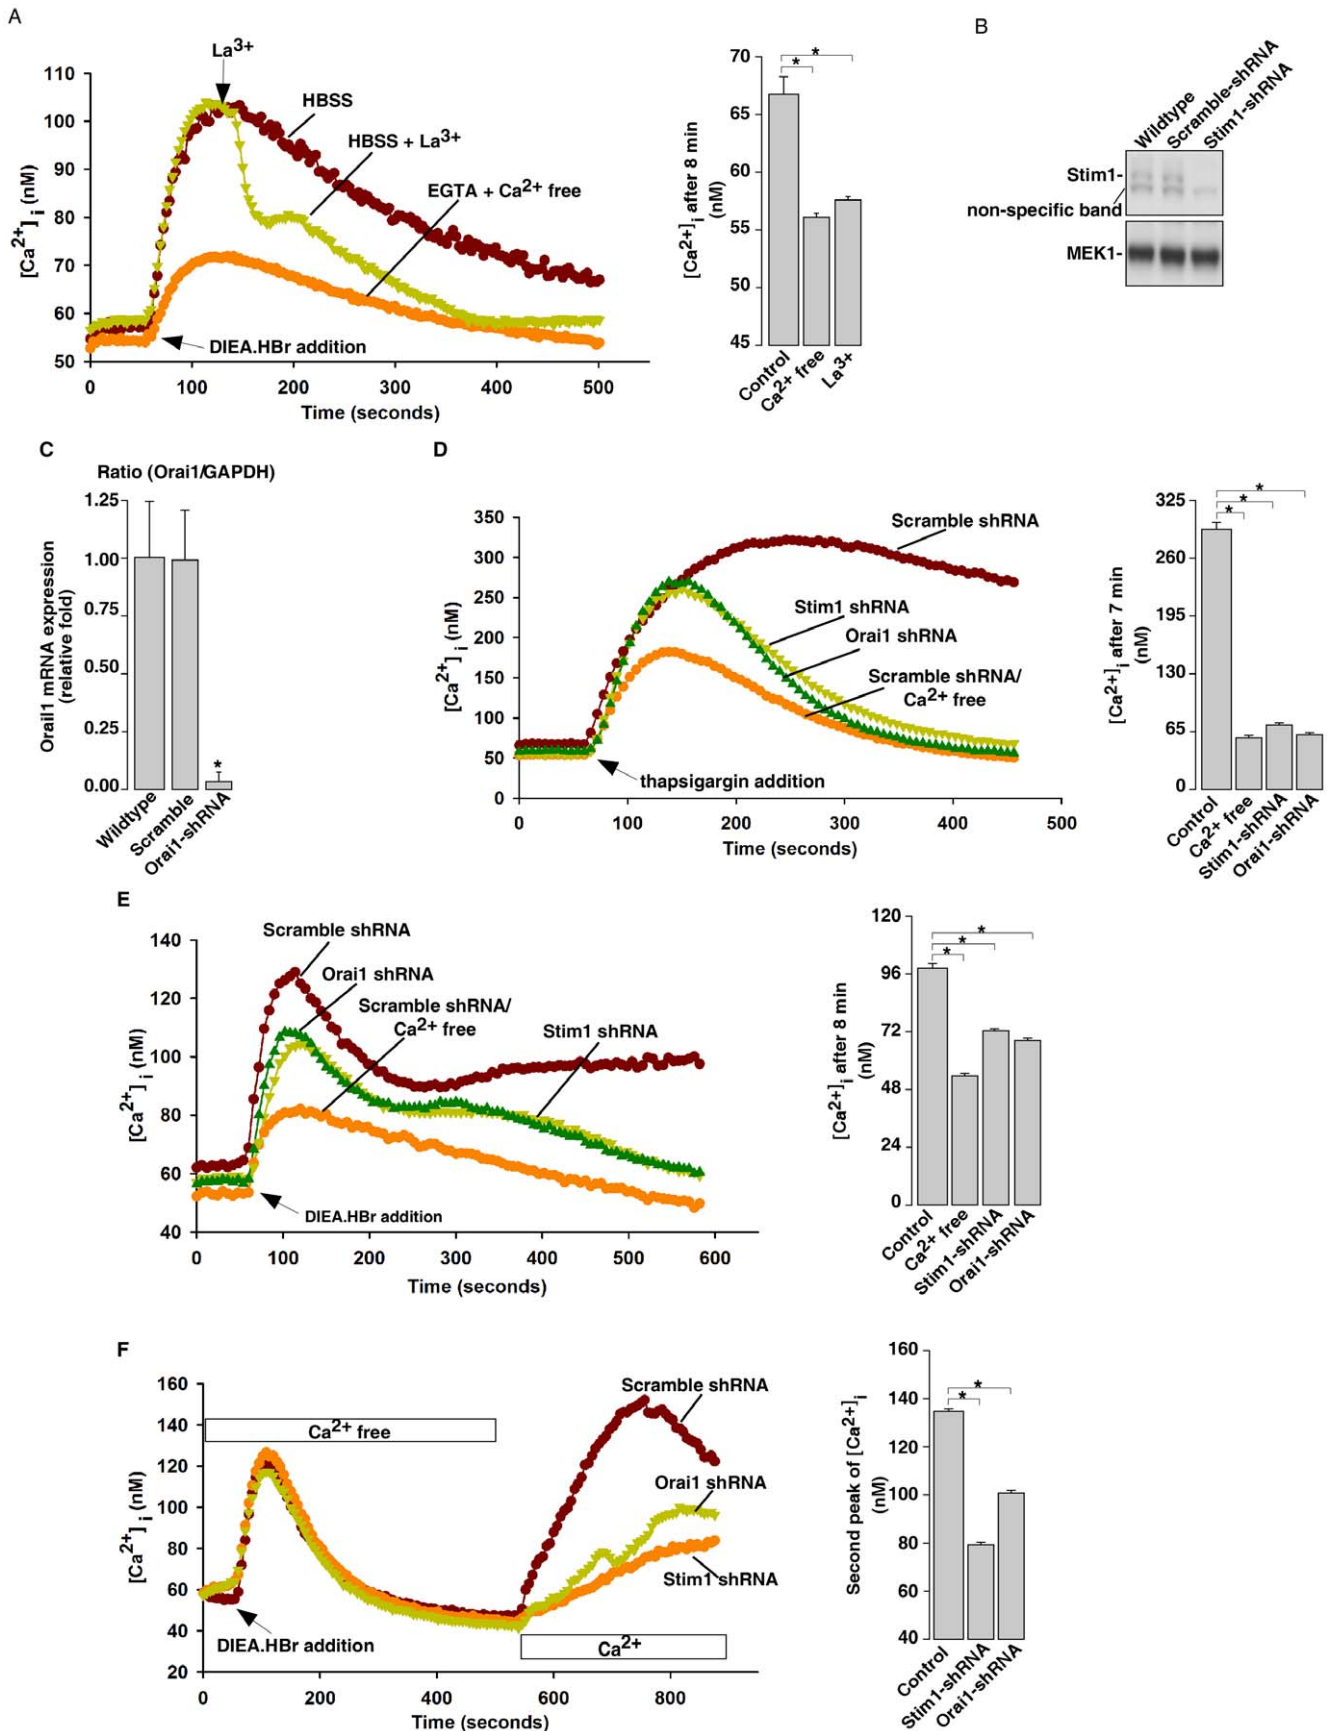 A
La3+
[Ca2+]i (nM)
110
100
90
80
70
60
50
HBSS
HBSS + La3+
EGTA + Ca2+ free
DIEA.HBr addition
0 100 200 300 400 500
Time (seconds)
[Ca2+]i after 8 min
(nM)
70
65
60
55
50
45
* *
Control
Ca2+ free
La3+
B
Wildtype
Scramble-shRNA
Stim1-shRNA
Stim1-
non-specific band
MEK1-
C
Ratio (Orai1/GAPDH)
Orail1 mRNA expression
(relative fold)
1.25
1.00
0.75
0.50
0.25
0.00
*
Wildtype
Scramble
Orai1-shRNA
D
[Ca2+]i (nM)
350
300
250
200
150
100
50
0
Scramble shRNA
Stim1 shRNA
Orai1 shRNA
Scramble shRNA/
Ca2+ free
thapsigargin addition
0 100 200 300 400 500
Time (seconds)
[Ca2+]i after 7 min
(nM)
325
260
195
130
65
0
* * *
Control
Ca2+ free
Stim1-shRNA
Orai1-shRNA
E
[Ca2+]i (nM)
140
120
100
80
60
40
Scramble shRNA
Orai1 shRNA
Scramble shRNA/
Ca2+ free
Stim1 shRNA
DIEA.HBr addition
0 100 200 300 400 500 600
Time (seconds)
[Ca2+]i after 8 min
(nM)
120
96
72
48
24
0
* * *
Control
Ca2+ free
Stim1-shRNA
Orai1-shRNA
F
[Ca2+]i (nM)
160
140
120
100
80
60
40
20
Ca2+ free
Scramble shRNA
Orai1 shRNA
Stim1 shRNA
DIEA.HBr addition
Ca2+
0 200 400 600 800
Time (seconds)
Second peak of [Ca2+]i
(nM)
160
140
120
100
80
60
40
* *
Control
Stim1-shRNA
Orai1-shRNA